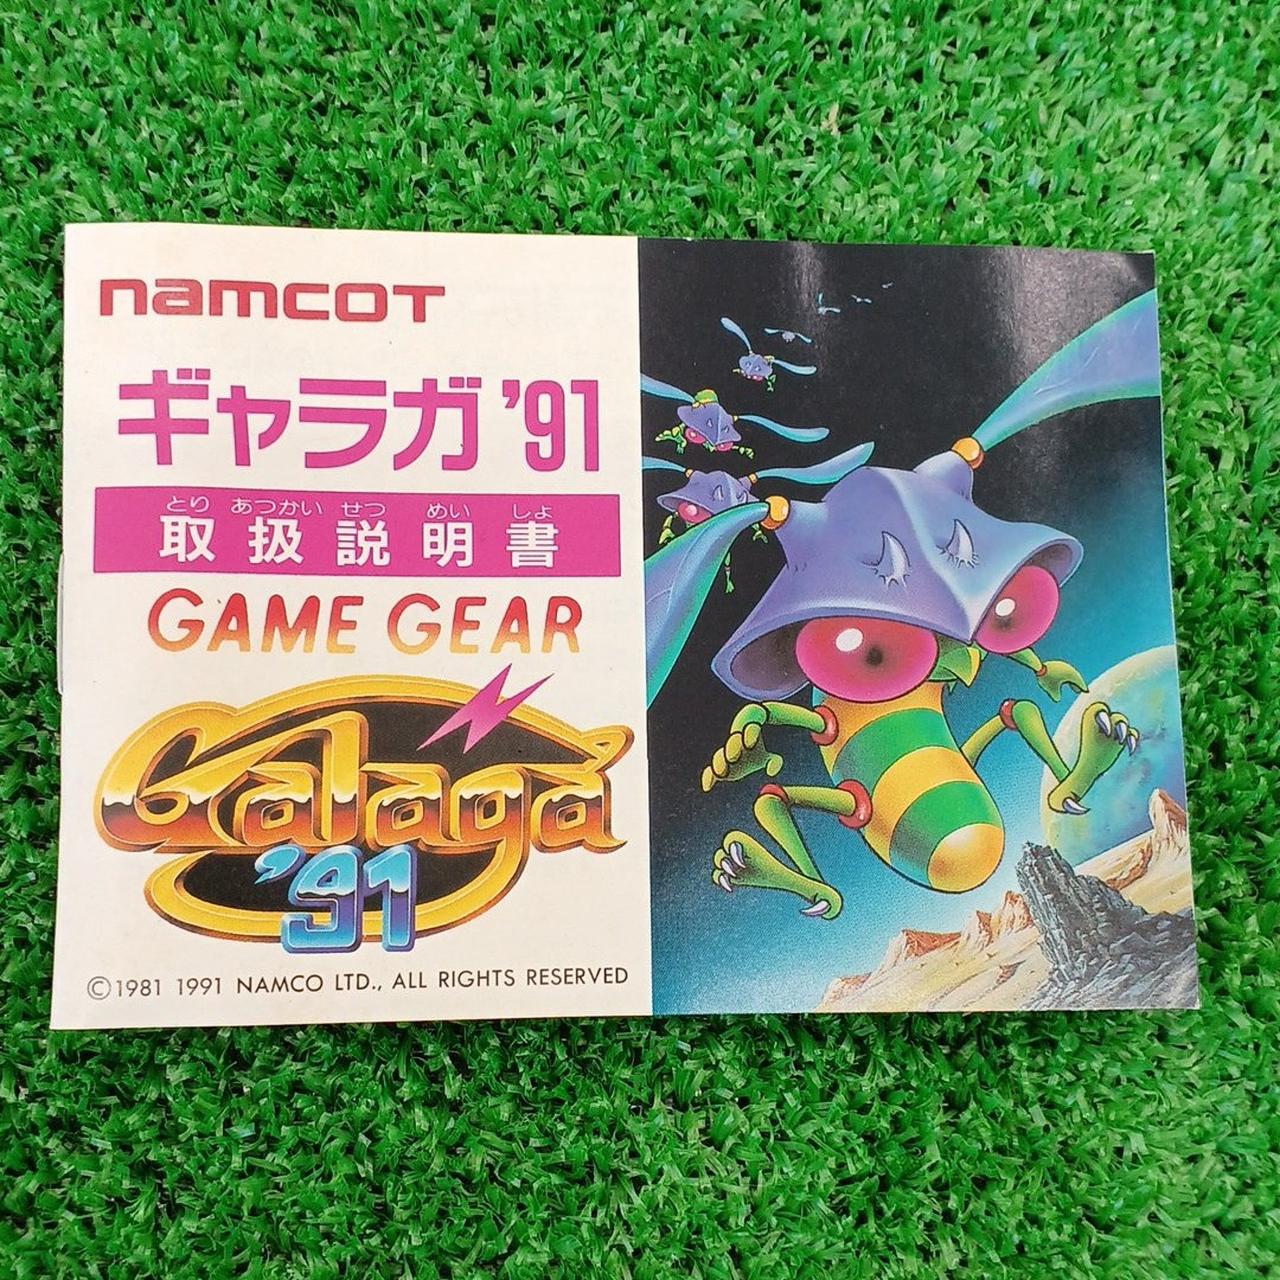 namcot
ギャラガ '91
とり あつかい せつ めい しょ
取扱説明書
GAME GEAR
Galaga
'91
©1981 1991 NAMCO LTD., ALL RIGHTS RESERVED